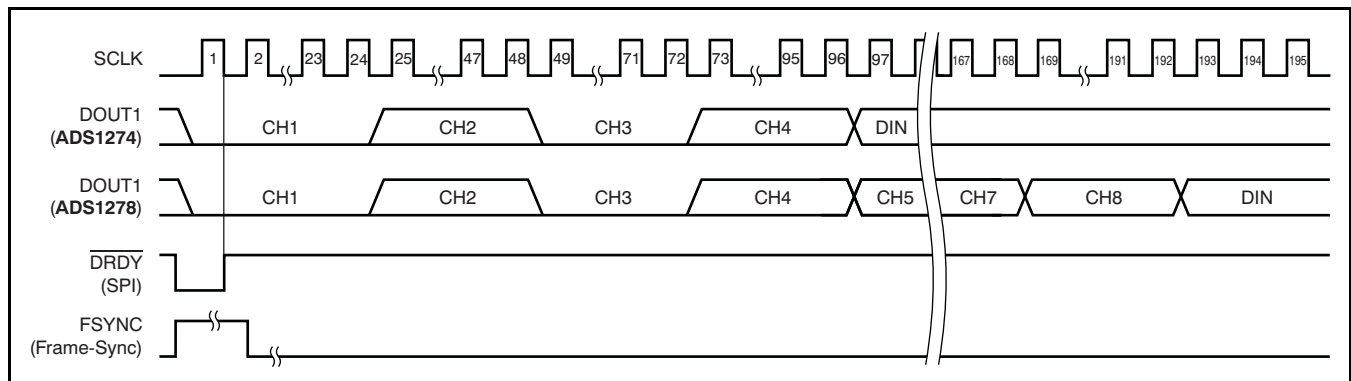 SCLK 1 2 23 24 25 47 48 49 71 72 73 95 96 97 167 168 169 191 192 193 194 195
DOUT1
(ADS1274) CH1 CH2 CH3 CH4 DIN
DOUT1
(ADS1278) CH1 CH2 CH3 CH4 CH5 CH7 CH8 DIN
DRDY
(SPI)
FSYNC
(Frame-Sync)